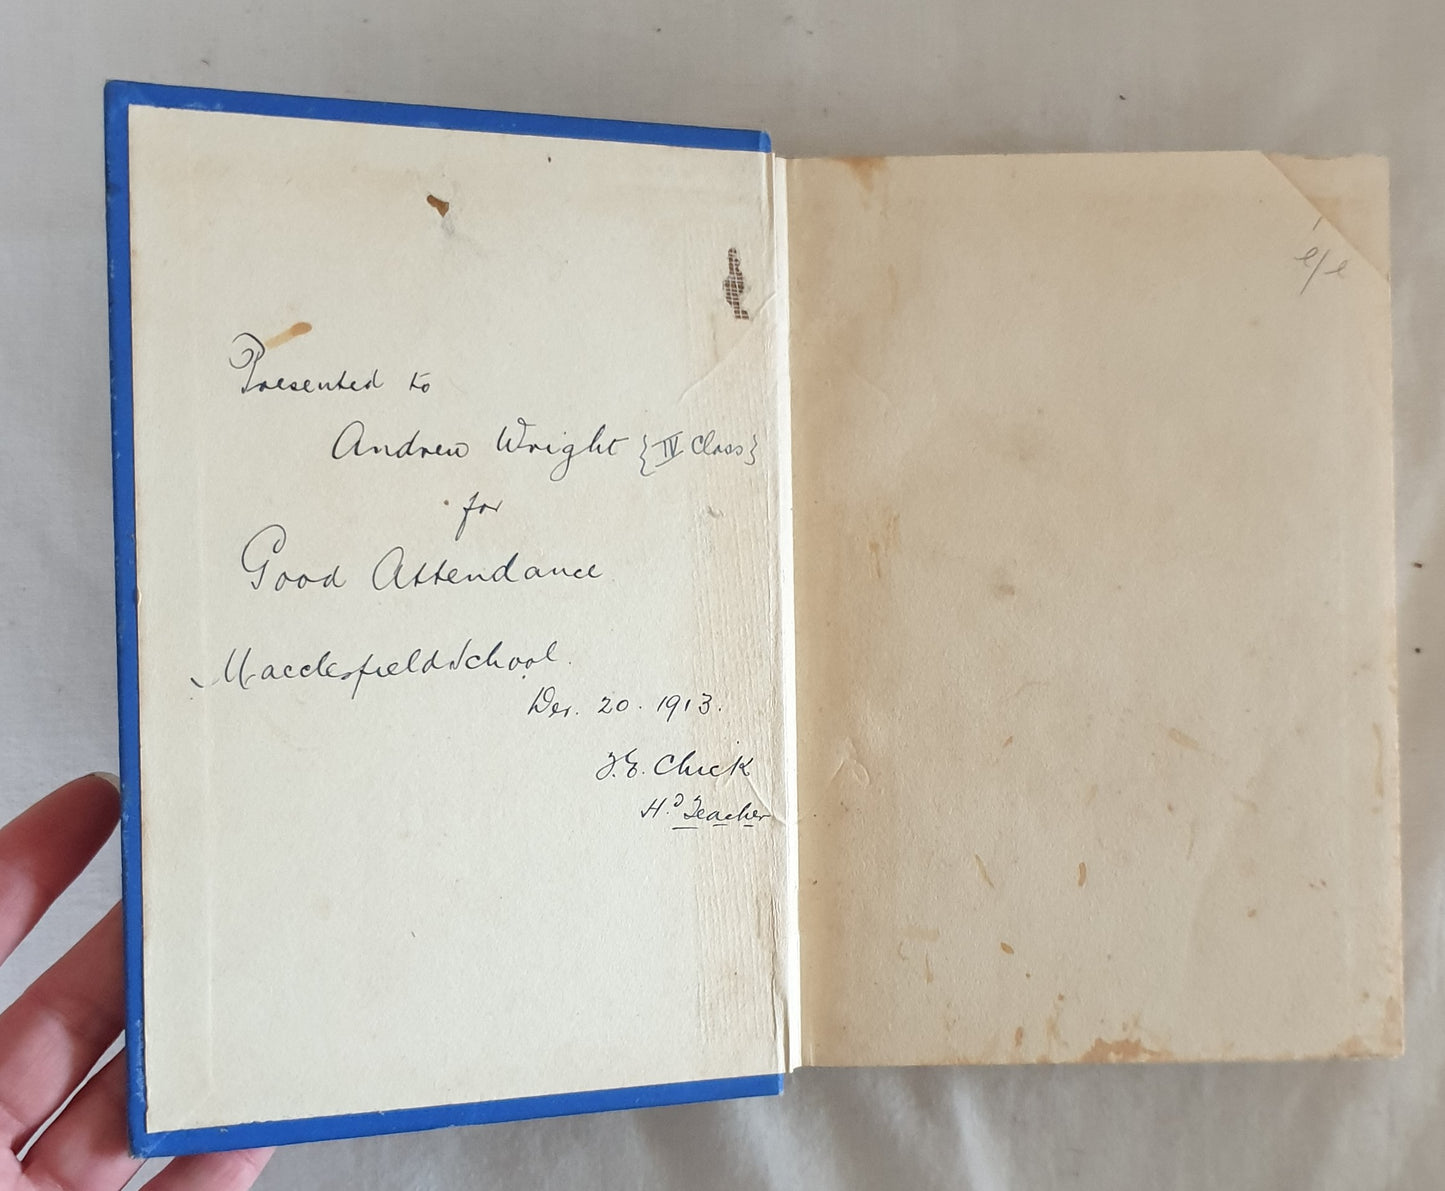 Presented to
Andrew Wright {IV Class}
for
Good Attendance
Macclesfield School.
Dec. 20. 1913.
J. E. Chick
Hd Teacher